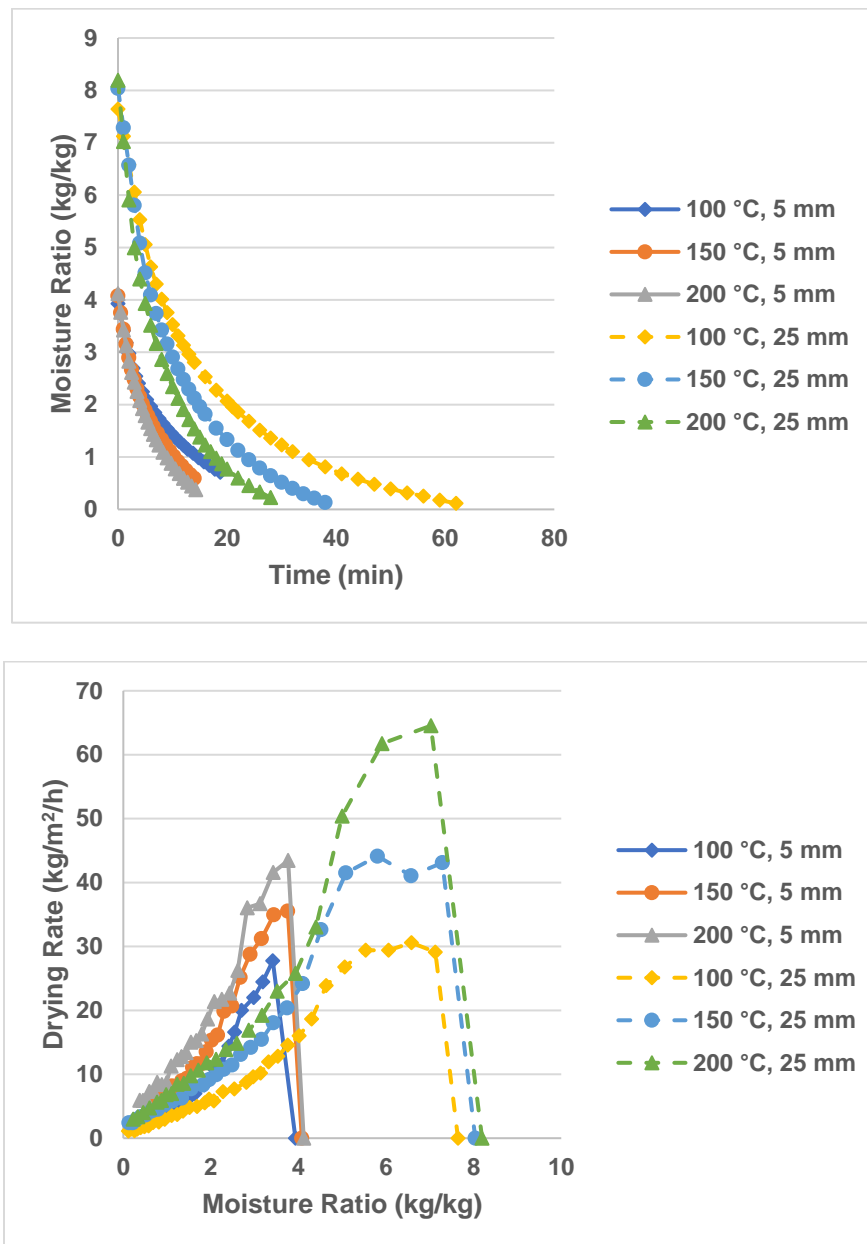 9
8
7
6
5
4
3
2
1
0
Moisture Ratio (kg/kg)
0 20 40 60 80
Time (min)
100 °C, 5 mm
150 °C, 5 mm
200 °C, 5 mm
100 °C, 25 mm
150 °C, 25 mm
200 °C, 25 mm
70
60
50
40
30
20
10
0
Drying Rate (kg/m²/h)
0 2 4 6 8 10
Moisture Ratio (kg/kg)
100 °C, 5 mm
150 °C, 5 mm
200 °C, 5 mm
100 °C, 25 mm
150 °C, 25 mm
200 °C, 25 mm